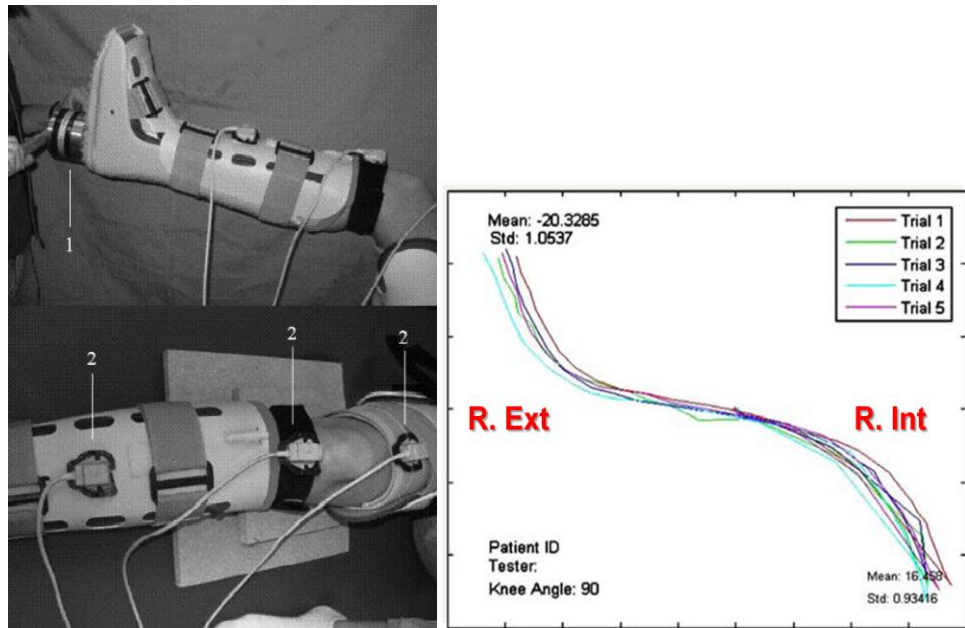 1
2
2
2
Mean: -20.3285
Std: 1.0537
Trial 1
Trial 2
Trial 3
Trial 4
Trial 5
R. Ext
R. Int
Patient ID
Tester:
Knee Angle: 90
Mean: 16.458
Std: 0.93416